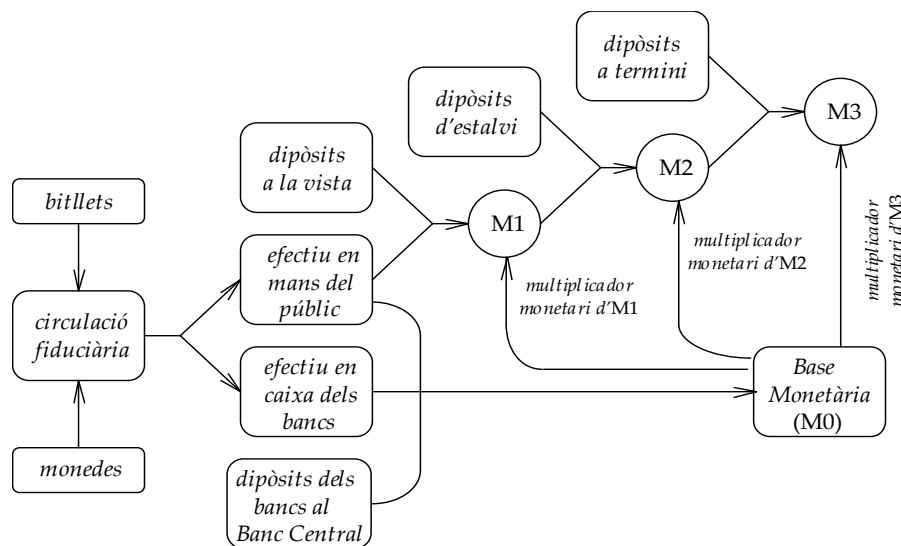 dipòsits
a termini
M3
dipòsits
d'estalvi
M2
dipòsits
a la vista
M1
bitllets
multiplicador
monetari d'M3
multiplicador
monetari d'M2
efectiu en
mans del
públic
multiplicador
monetari d'M1
circulació
fiduciària
efectiu en
caixa dels
bancs
Base
Monetària
(M0)
monedes
dipòsits dels
bancs al
Banc Central